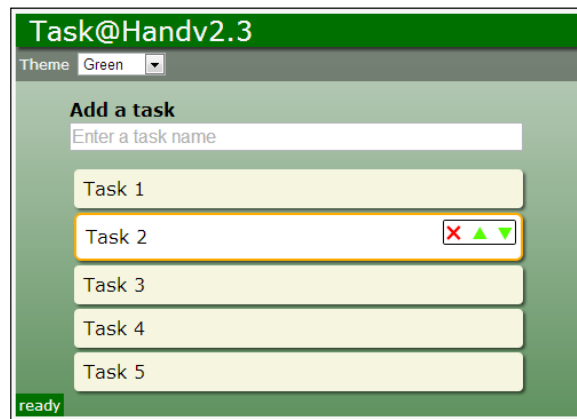 Task@Handv2.3
Theme Green
Add a task
Enter a task name
Task 1
Task 2
Task 3
Task 4
Task 5
ready